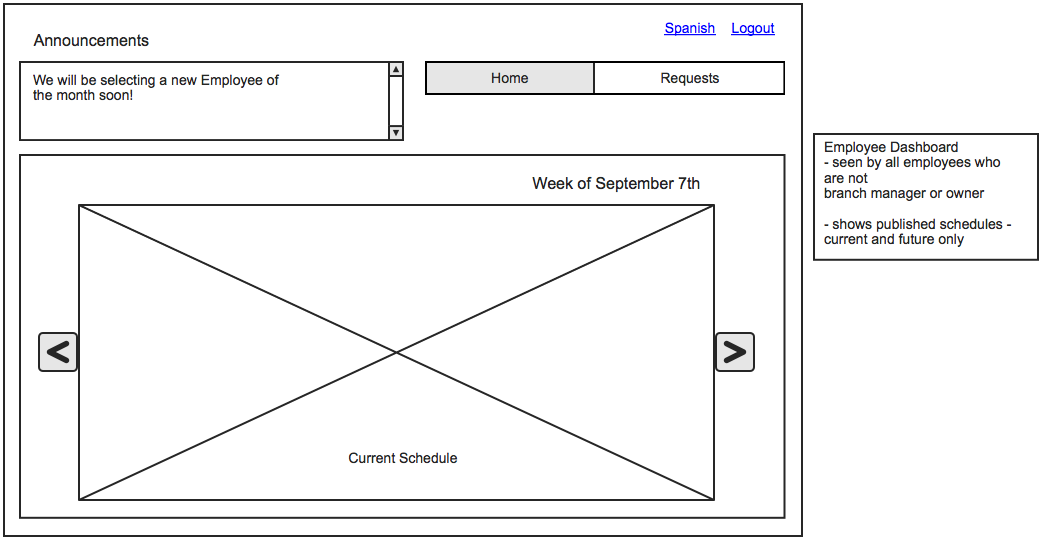 Spanish Logout
Announcements
We will be selecting a new Employee of
the month soon!
Home Requests
Week of September 7th
<
>
Current Schedule
Employee Dashboard
- seen by all employees who
are not
branch manager or owner
- shows published schedules -
current and future only